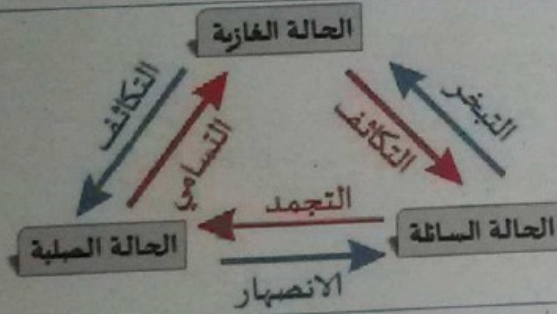 الحالة الغازية
التبخر
التكاثف
التسامي
التكاثف
التجمد
الحالة السائلة
الحالة الصلبة
الانصهار